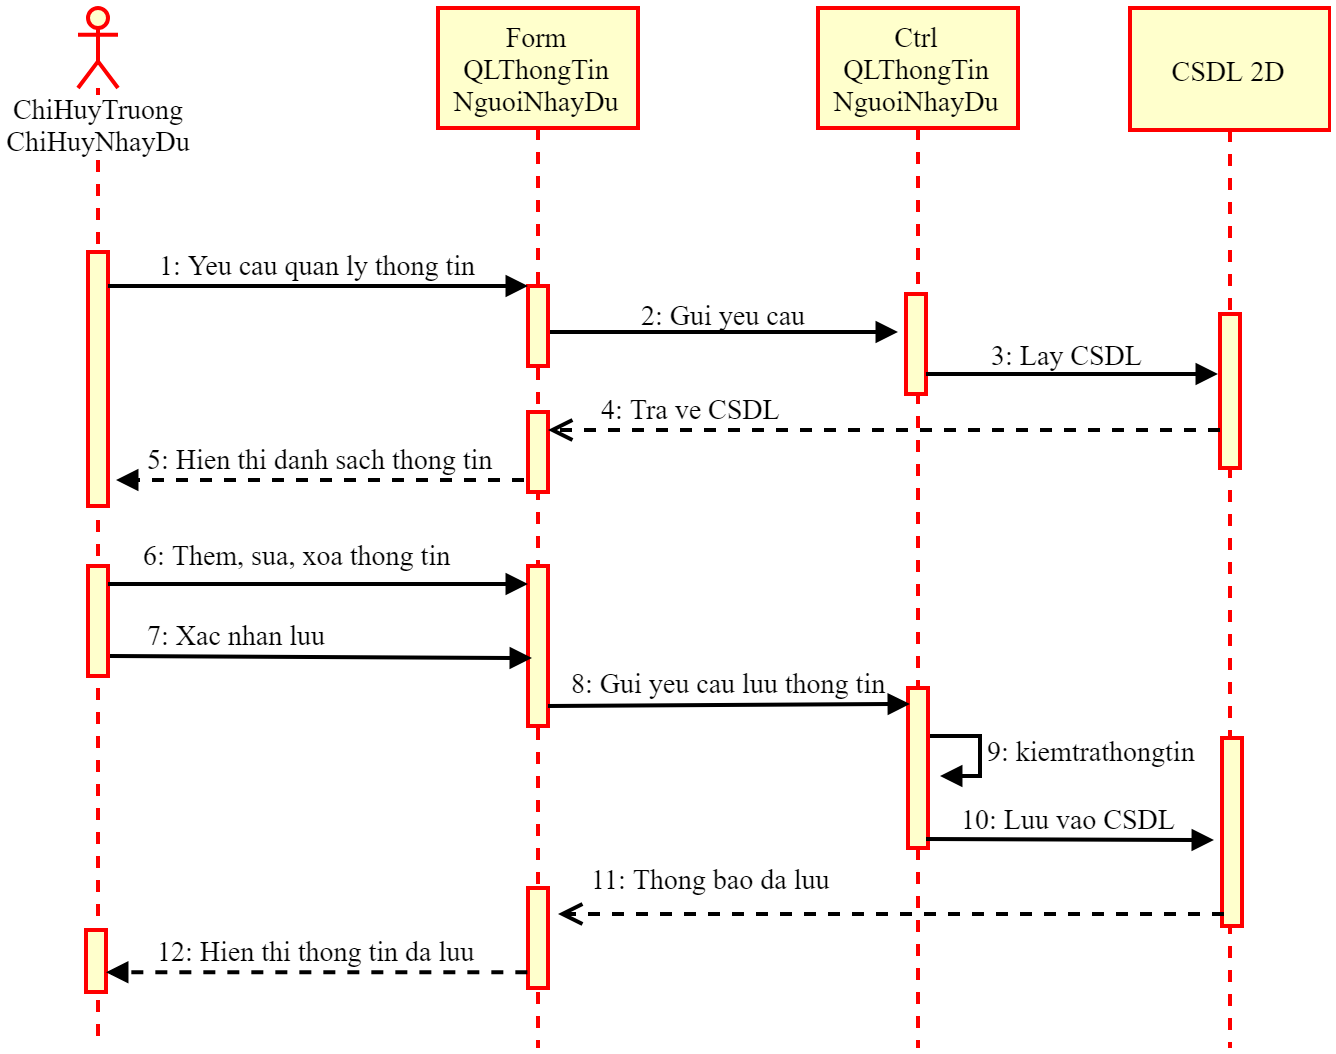 ChiHuyTruong
ChiHuyNhayDu
Form
QLThongTin
NguoiNhayDu
Ctrl
QLThongTin
NguoiNhayDu
CSDL 2D
1: Yeu cau quan ly thong tin
2: Gui yeu cau
3: Lay CSDL
4: Tra ve CSDL
5: Hien thi danh sach thong tin
6: Them, sua, xoa thong tin
7: Xac nhan luu
8: Gui yeu cau luu thong tin
9: kiemtrathongtin
10: Luu vao CSDL
11: Thong bao da luu
12: Hien thi thong tin da luu